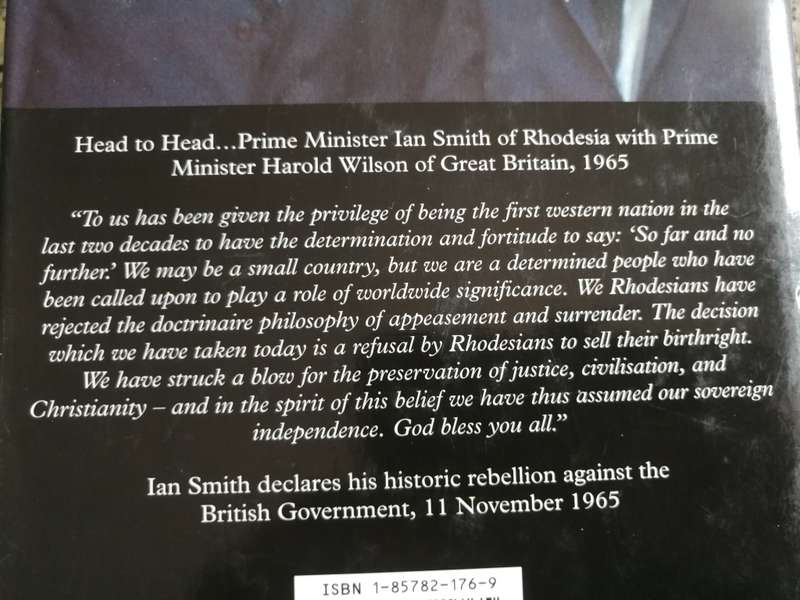 Head to Head...Prime Minister Ian Smith of Rhodesia with Prime
Minister Harold Wilson of Great Britain, 1965
“To us has been given the privilege of being the first western nation in the
last two decades to have the determination and fortitude to say: ‘So far and no
further.’ We may be a small country, but we are a determined people who have
been called upon to play a role of worldwide significance. We Rhodesians have
rejected the doctrinaire philosophy of appeasement and surrender. The decision
which we have taken today is a refusal by Rhodesians to sell their birthright.
We have struck a blow for the preservation of justice, civilisation, and
Christianity – and in the spirit of this belief we have thus assumed our sovereign
independence. God bless you all.”
Ian Smith declares his historic rebellion against the
British Government, 11 November 1965
ISBN 1-85782-176-9